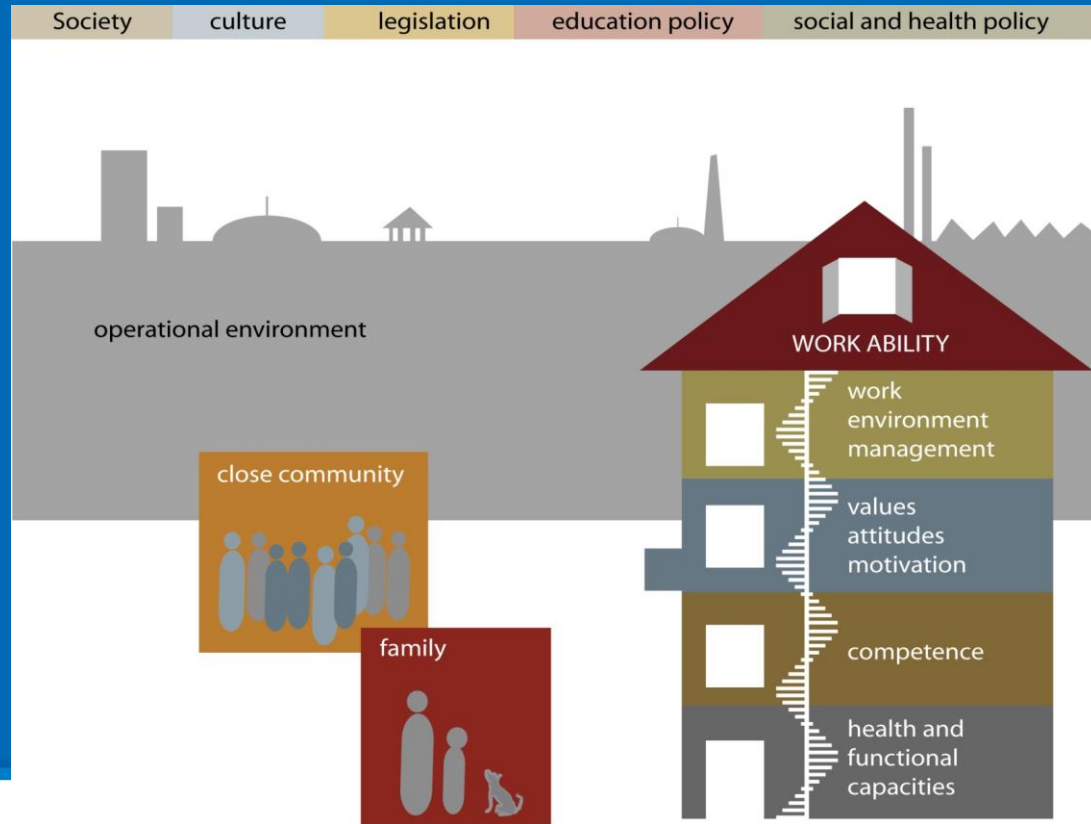 Society culture legislation education policy social and health policy
operational environment
WORK ABILITY
work
environment
management
close community
values
attitudes
motivation
family
competence
health and
functional
capacities